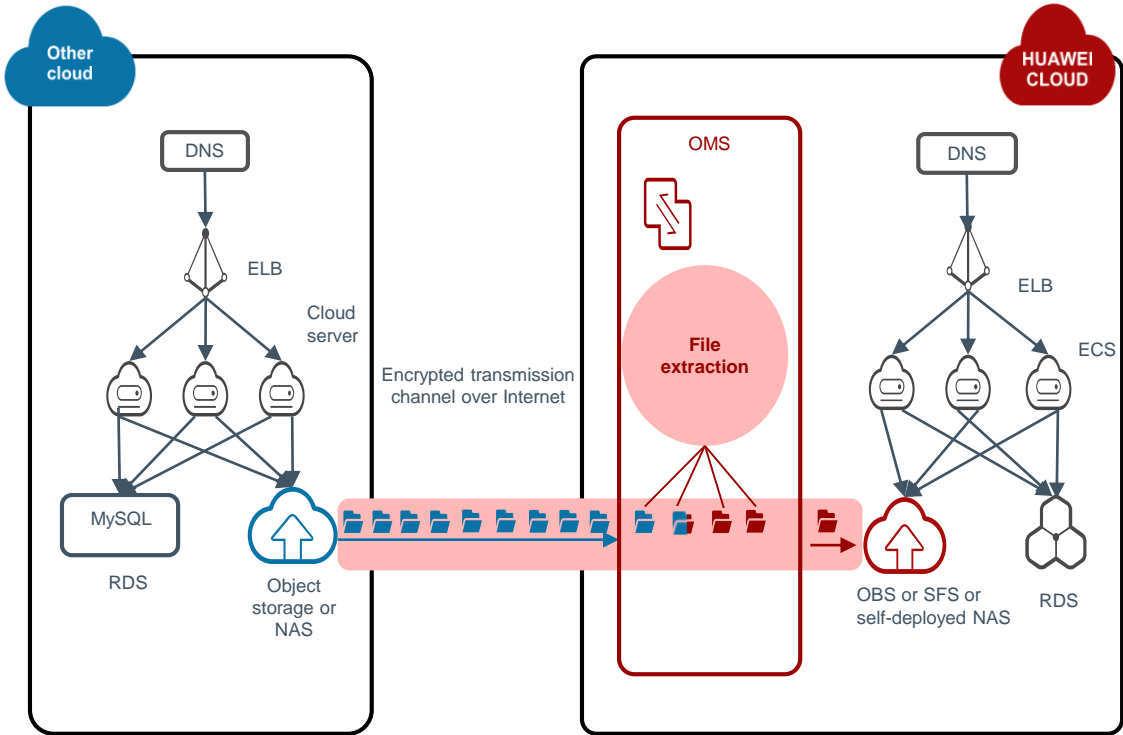 Other
cloud
HUAWEI
CLOUD
DNS
ELB
Cloud
server
MySQL
RDS
Object
storage or
NAS
Encrypted transmission
channel over Internet
OMS
File
extraction
DNS
ELB
ECS
OBS or SFS or
self-deployed NAS
RDS